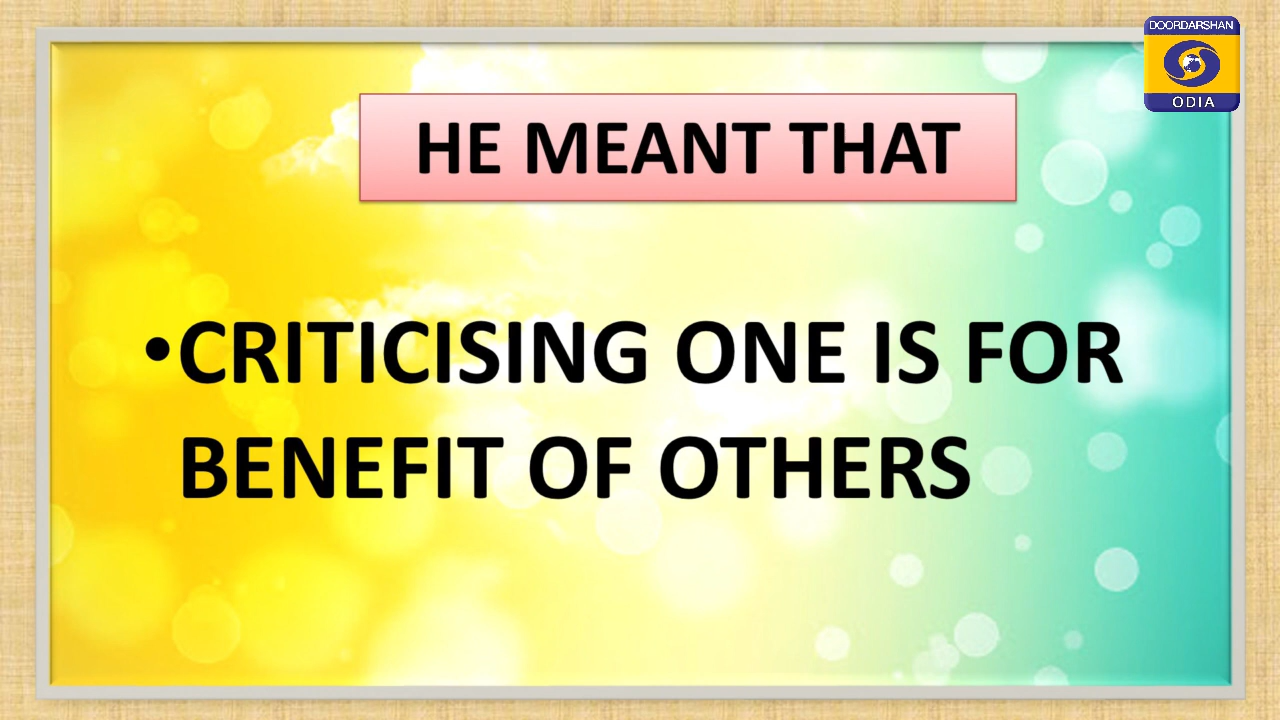 DOORDARSHAN
ODIA
HE MEANT THAT
•CRITICISING ONE IS FOR
BENEFIT OF OTHERS